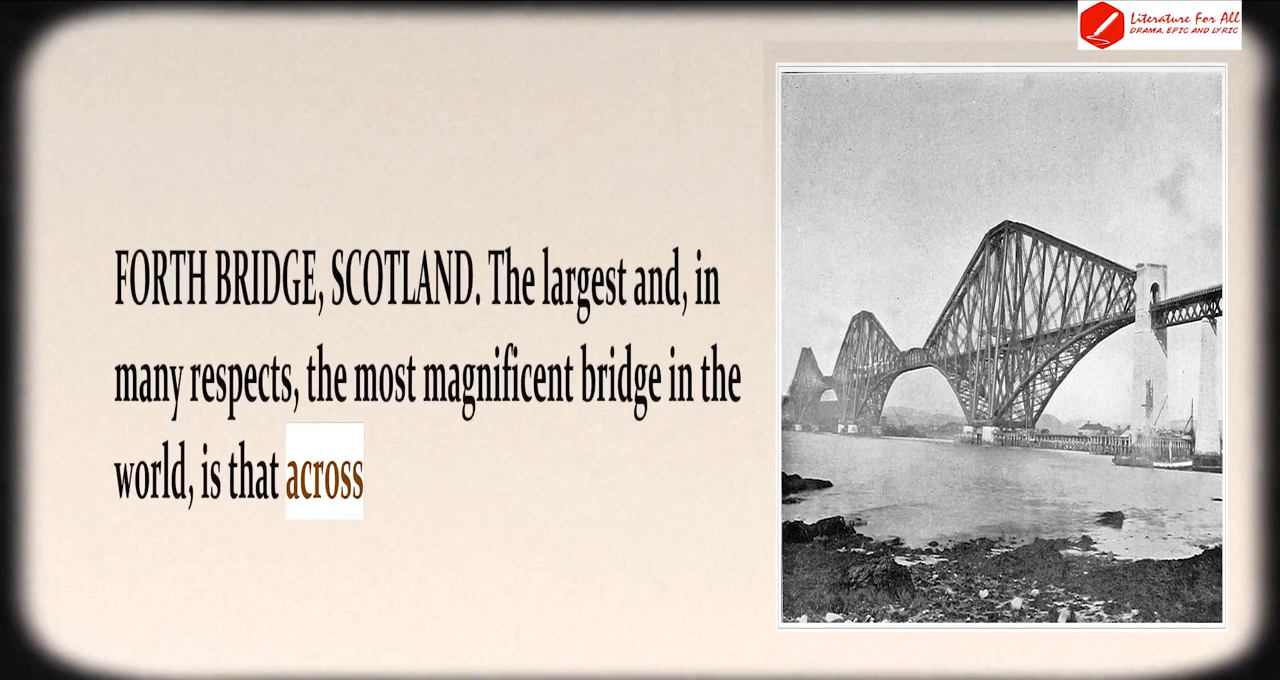 Literature For All
DRAMA, EPIC AND LYRIC
FORTH BRIDGE, SCOTLAND. The largest and, in
many respects, the most magnificent bridge in the
world, is that across